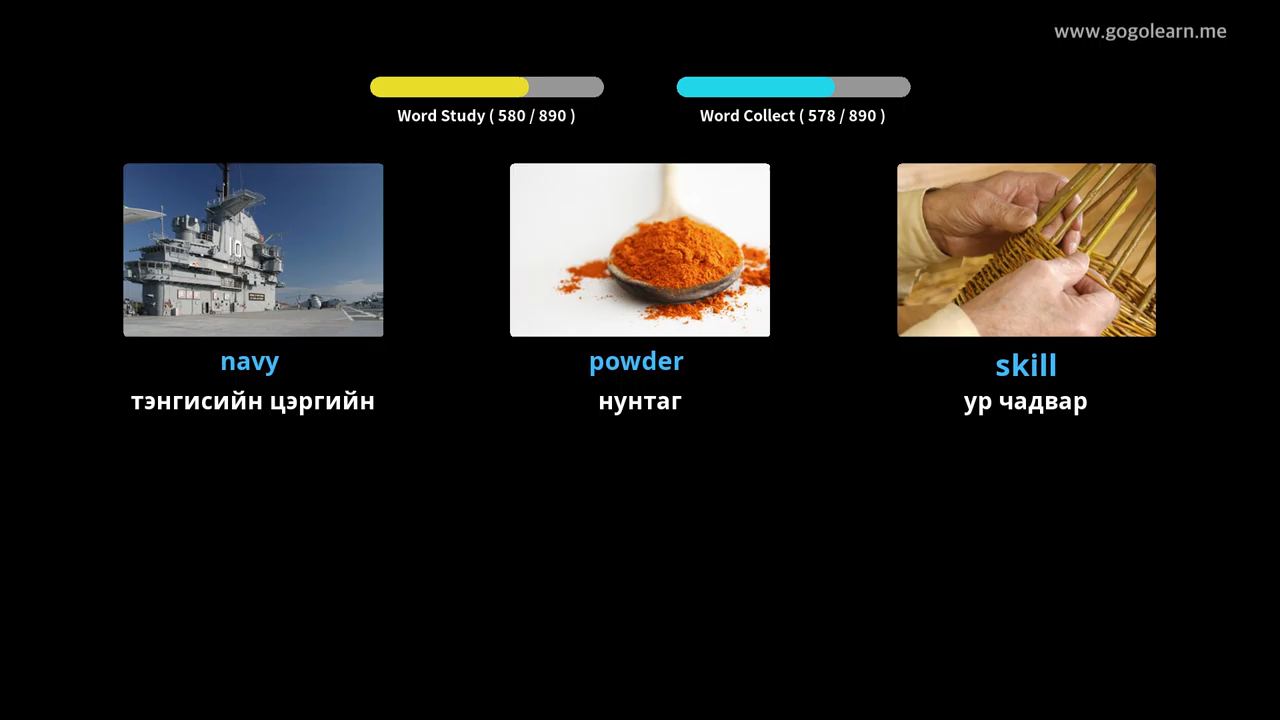 www.gogolearn.me
Word Study ( 580 / 890 )
Word Collect ( 578 / 890 )
10
navy
powder
skill
тэнгисийн цэргийн
нунтаг
ур чадвар